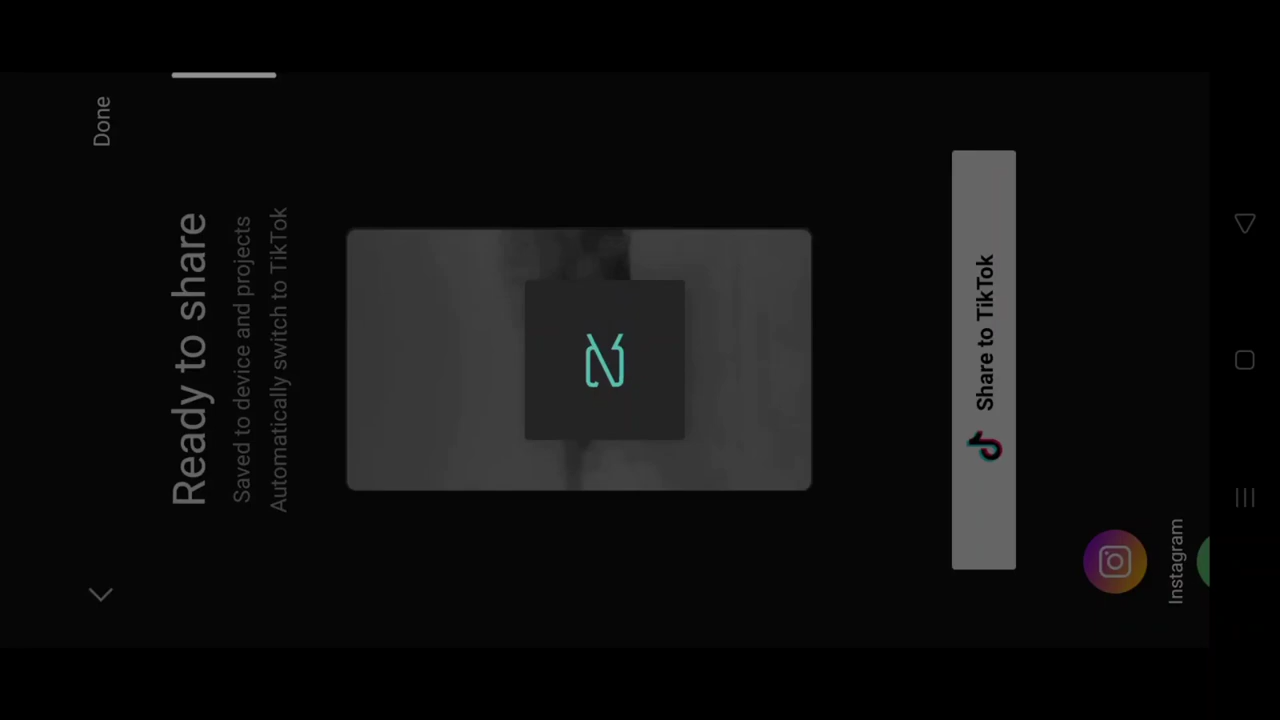 Done
Ready to share
Saved to device and projects
Automatically switch to TikTok
Share to TikTok
Instagram